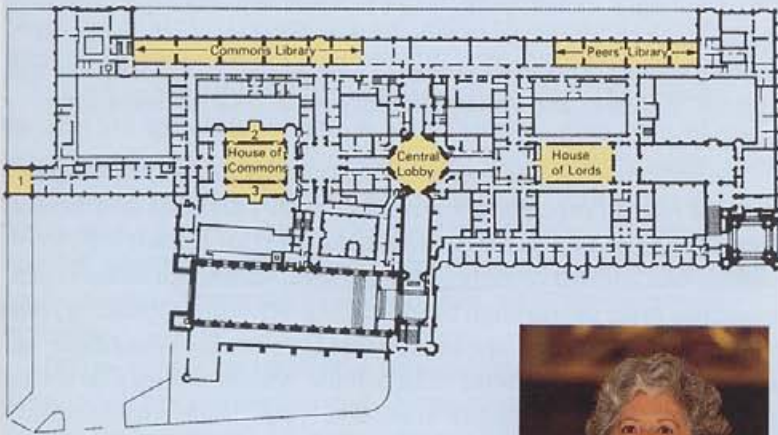 Commons Library
Peers' Library
2
House of
Commons
3
1
Central
Lobby
House
of Lords